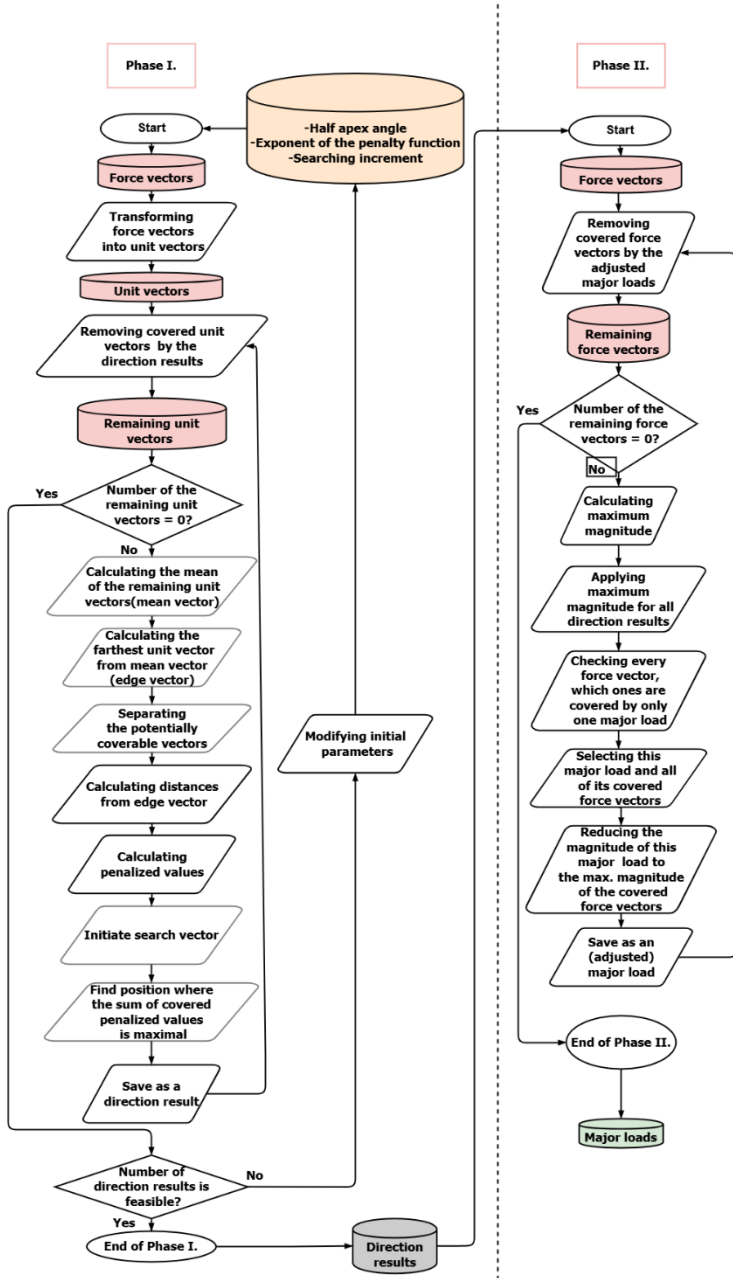 Phase I.
-Half apex angle
-Exponent of the penalty function
-Searching increment
Start
Force vectors
Transforming
force vectors
into unit vectors
Unit vectors
Removing covered unit
vectors by the
direction results
Remaining unit
vectors
Yes
Number of the
remaining unit
vectors = 0?
No
Calculating the mean
of the remaining unit
vectors(mean vector)
Calculating the
farthest unit vector
from mean vector
(edge vector)
Separating
the potentially
coverable vectors
Calculating distances
from edge vector
Calculating
penalized values
Initiate search vector
Find position where
the sum of covered
penalized values
is maximal
Save as a
direction result
Number of
direction results is
feasible?
No
Yes
End of Phase I.
Modifying initial
parameters
Direction
results
Phase II.
Start
Force vectors
Removing
covered force
vectors by the
adjusted
major loads
Remaining
force vectors
Yes
Number of the
remaining force
vectors = 0?
No
Calculating
maximum
magnitude
Applying
maximum
magnitude for all
direction results
Checking every
force vector,
which ones are
covered by only
one major load
Selecting this
major load and all
of its covered
force vectors
Reducing the
magnitude of this
major load to
the max. magnitude
of the covered
force vectors
Save as an
(adjusted)
major load
End of Phase II.
Major loads